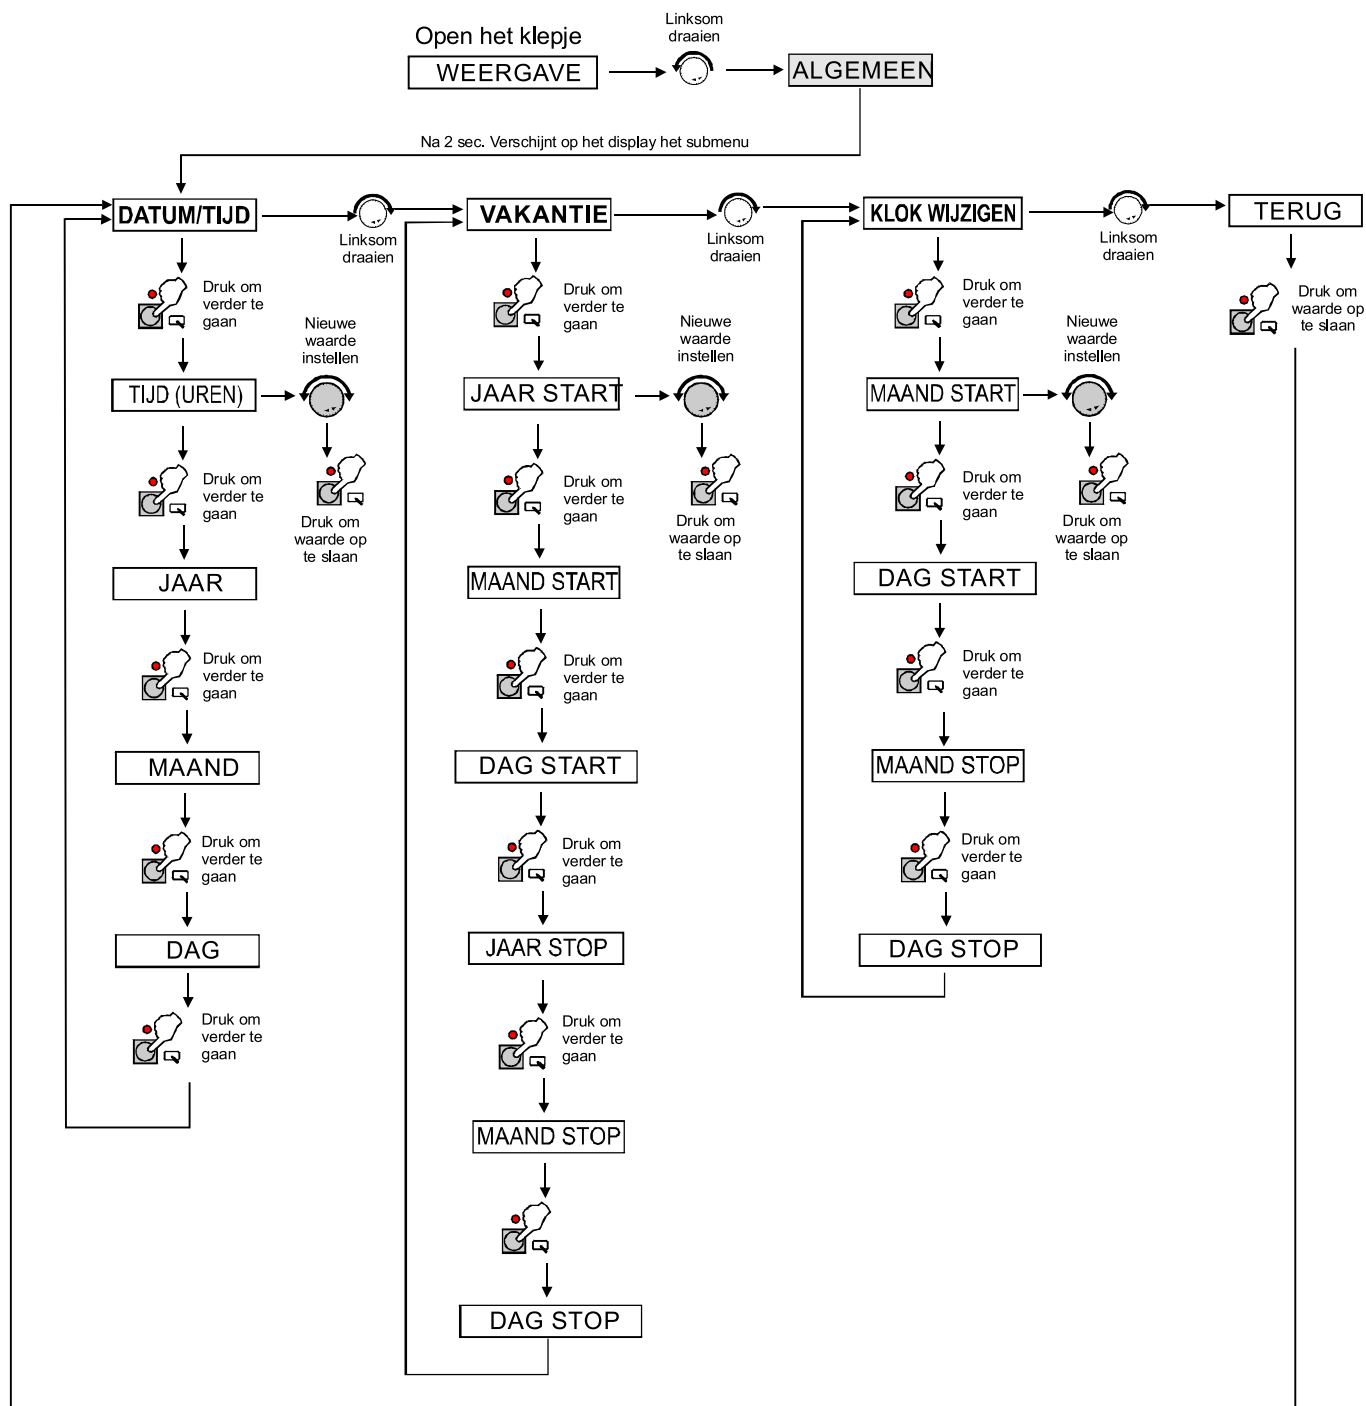 Open het klepje
Linksom
draaien
WEERGAVE
ALGEMEEN
Na 2 sec. Verschijnt op het display het submenu
DATUM/TIJD
Linksom
draaien
VAKANTIE
Linksom
draaien
KLOK WIJZIGEN
Linksom
draaien
TERUG
Druk om
verder te
gaan
Nieuwe
waarde
instellen
TIJD (UREN)
Druk om
verder te
gaan
Druk om
waarde op
te slaan
JAAR
Druk om
verder te
gaan
MAAND
Druk om
verder te
gaan
DAG
Druk om
verder te
gaan
Druk om
verder te
gaan
Nieuwe
waarde
instellen
JAAR START
Druk om
verder te
gaan
Druk om
waarde op
te slaan
MAAND START
Druk om
verder te
gaan
DAG START
Druk om
verder te
gaan
JAAR STOP
Druk om
verder te
gaan
MAAND STOP
DAG STOP
Druk om
verder te
gaan
Nieuwe
waarde
instellen
MAAND START
Druk om
verder te
gaan
Druk om
waarde op
te slaan
DAG START
Druk om
verder te
gaan
MAAND STOP
Druk om
verder te
gaan
DAG STOP
Druk om
waarde op
te slaan